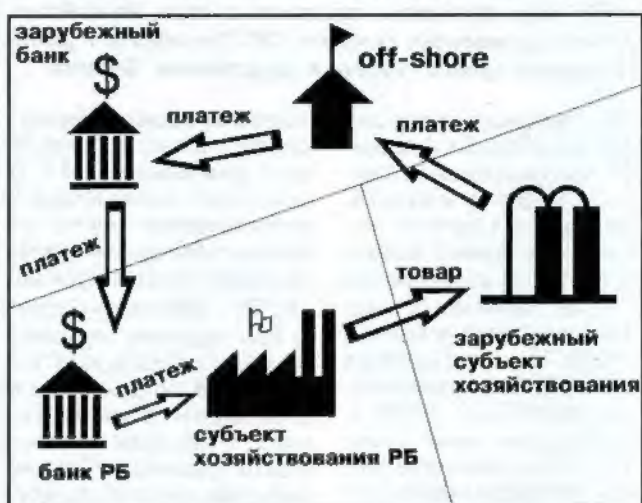 зарубежный
банк
$
off-shore
платеж
платеж
платеж
товар
$
зарубежный
субъект
хозяйствования
платеж
субъект
хозяйствования РБ
банк РБ